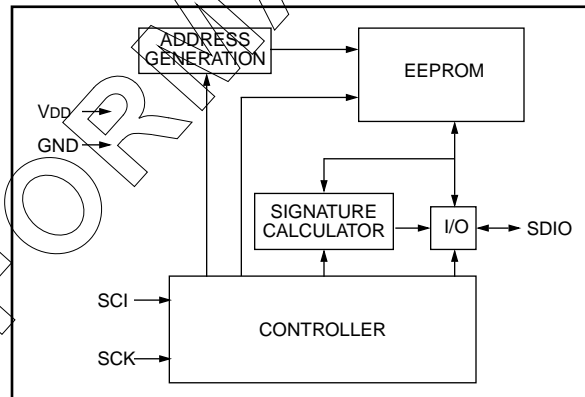 ADDRESS
GENERATION
EEPROM
VDD
GND
SIGNATURE
CALCULATOR
I/O
SDIO
SCI
CONTROLLER
SCK